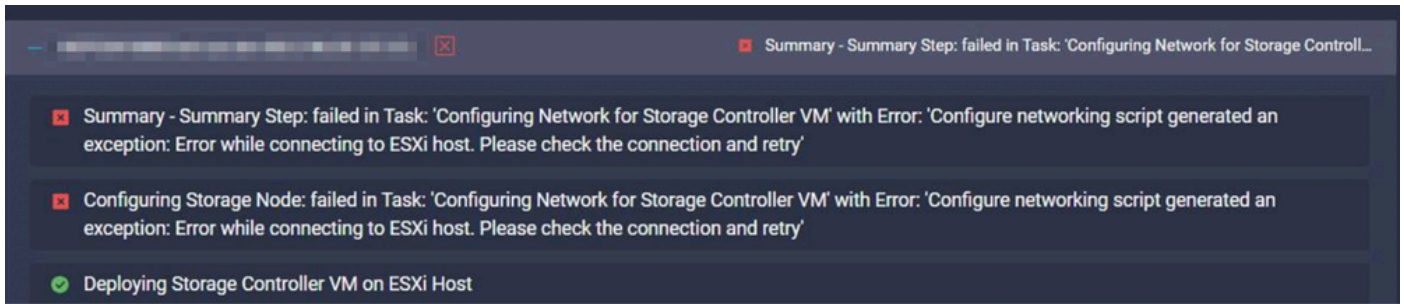 Summary - Summary Step: failed in Task: 'Configuring Network for Storage Controll...
Summary - Summary Step: failed in Task: 'Configuring Network for Storage Controller VM' with Error: 'Configure networking script generated an
exception: Error while connecting to ESXi host. Please check the connection and retry'
Configuring Storage Node: failed in Task: 'Configuring Network for Storage Controller VM' with Error: 'Configure networking script generated an
exception: Error while connecting to ESXi host. Please check the connection and retry'
Deploying Storage Controller VM on ESXi Host